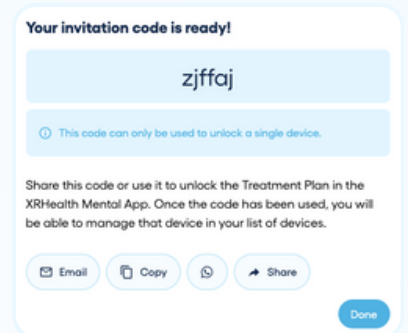 Your invitation code is ready!
zjffaj
This code can only be used to unlock a single device.
Share this code or use it to unlock the Treatment Plan in the
XRHealth Mental App. Once the code has been used, you will
be able to manage that device in your list of devices.
Email Copy Share
Done